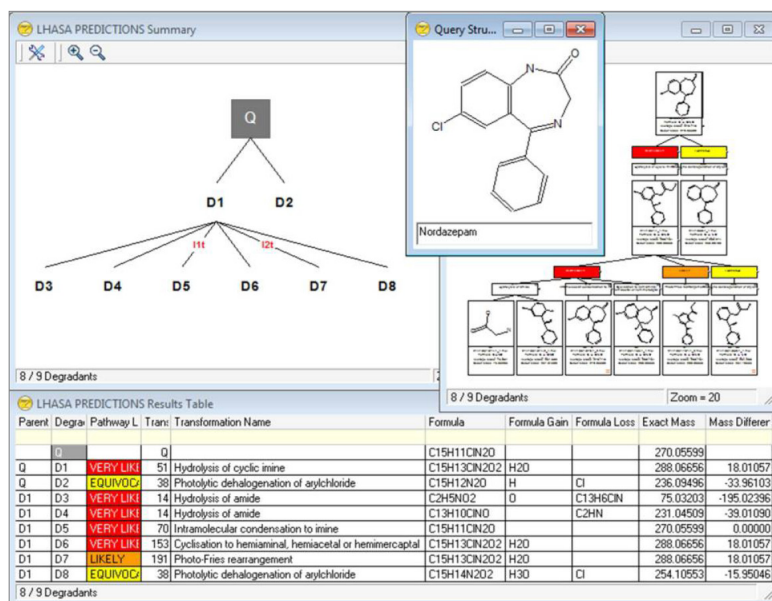 LHASA PREDICTIONS Summary
Q
D1 D2
I1t I2t
D3 D4 D5 D6 D7 D8
8 / 9 Degradants
Query Stru...
N O
Cl N
Nordazepam
8 / 9 Degradants Zoom = 20
LHASA PREDICTIONS Results Table
Parent Degra Pathway L Trans Transformation Name Formula Formula Gain Formula Loss Exact Mass Mass Differer
Q Q C15H11ClN2O 270.05599
Q D1 VERY LIKE 51 Hydrolysis of cyclic imine C15H13ClN2O2 H2O 288.06656 18.01057
Q D2 EQUIVOCA 38 Photolytic dehalogenation of arylchloride C15H12N2O H Cl 236.09496 -33.96103
D1 D3 VERY LIKE 14 Hydrolysis of amide C2H5NO2 O C13H6ClN 75.03203 -195.02396
D1 D4 VERY LIKE 14 Hydrolysis of amide C13H10ClNO C2HN 231.04509 -39.01090
D1 D5 VERY LIKE 70 Intramolecular condensation to imine C15H11ClN2O 270.05599 0.00000
D1 D6 VERY LIKE 153 Cyclisation to hemiaminal, hemiacetal or hemimercaptal C15H13ClN2O2 H2O 288.06656 18.01057
D1 D7 LIKELY 191 Photo-Fries rearrangement C15H13ClN2O2 H2O 288.06656 18.01057
D1 D8 EQUIVOCA 38 Photolytic dehalogenation of arylchloride C15H14N2O2 H3O Cl 254.10553 -15.95046
8 / 9 Degradants